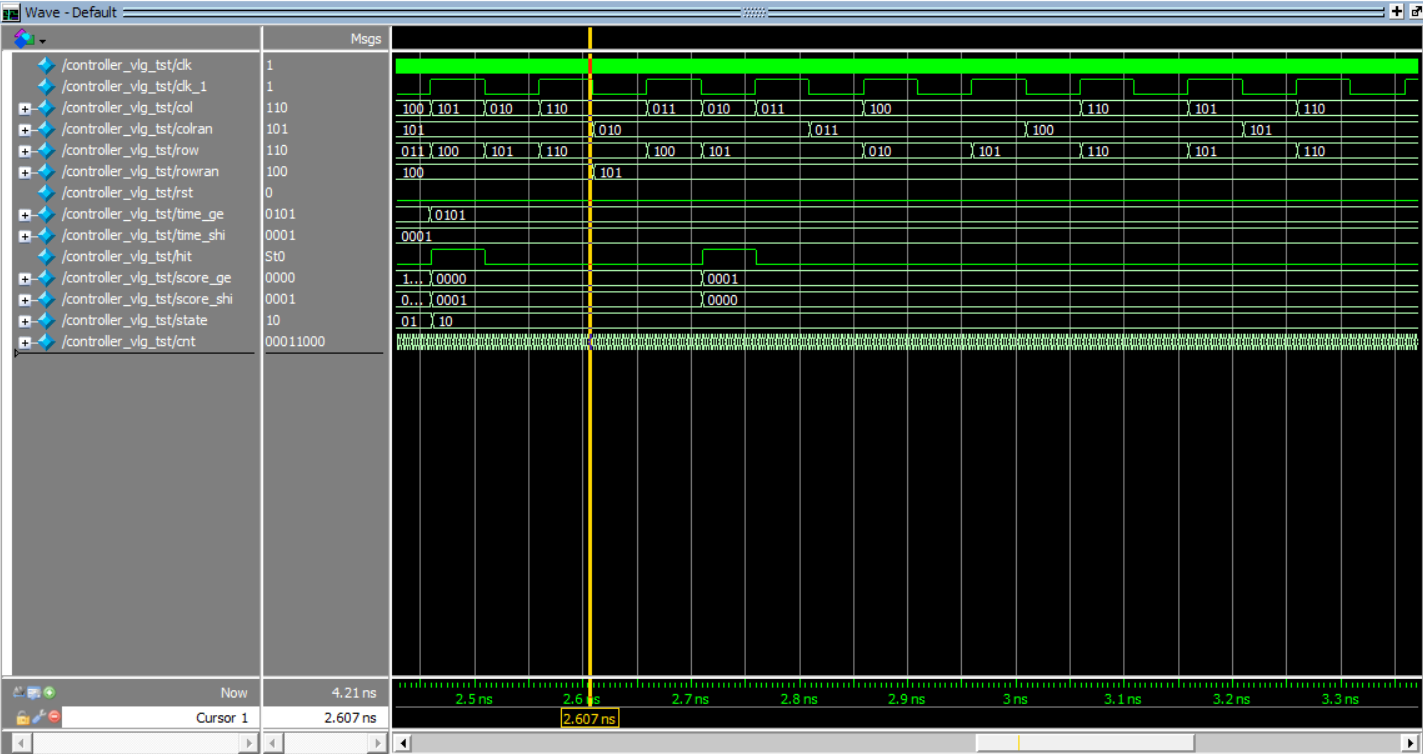 Wave - Default
Msgs
/controller_vlg_tst/clk 1
/controller_vlg_tst/clk_1 1
/controller_vlg_tst/col 110 100 101 010 110 011 010 011 100 110 101 110
/controller_vlg_tst/colran 101 101 010 011 100 101
/controller_vlg_tst/row 110 011 100 101 110 100 101 010 101 110 101 110
/controller_vlg_tst/rowran 100 100 101
/controller_vlg_tst/rst 0
/controller_vlg_tst/time_ge 0101 0101
/controller_vlg_tst/time_shi 0001 0001
/controller_vlg_tst/hit St0
/controller_vlg_tst/score_ge 0000 1... 0000 0001
/controller_vlg_tst/score_shi 0001 0... 0001 0000
/controller_vlg_tst/state 10 01 10
/controller_vlg_tst/cnt 00011000
Now 4.21 ns 2.5 ns 2.6 ns 2.7 ns 2.8 ns 2.9 ns 3 ns 3.1 ns 3.2 ns 3.3 ns
Cursor 1 2.607 ns 2.607 ns